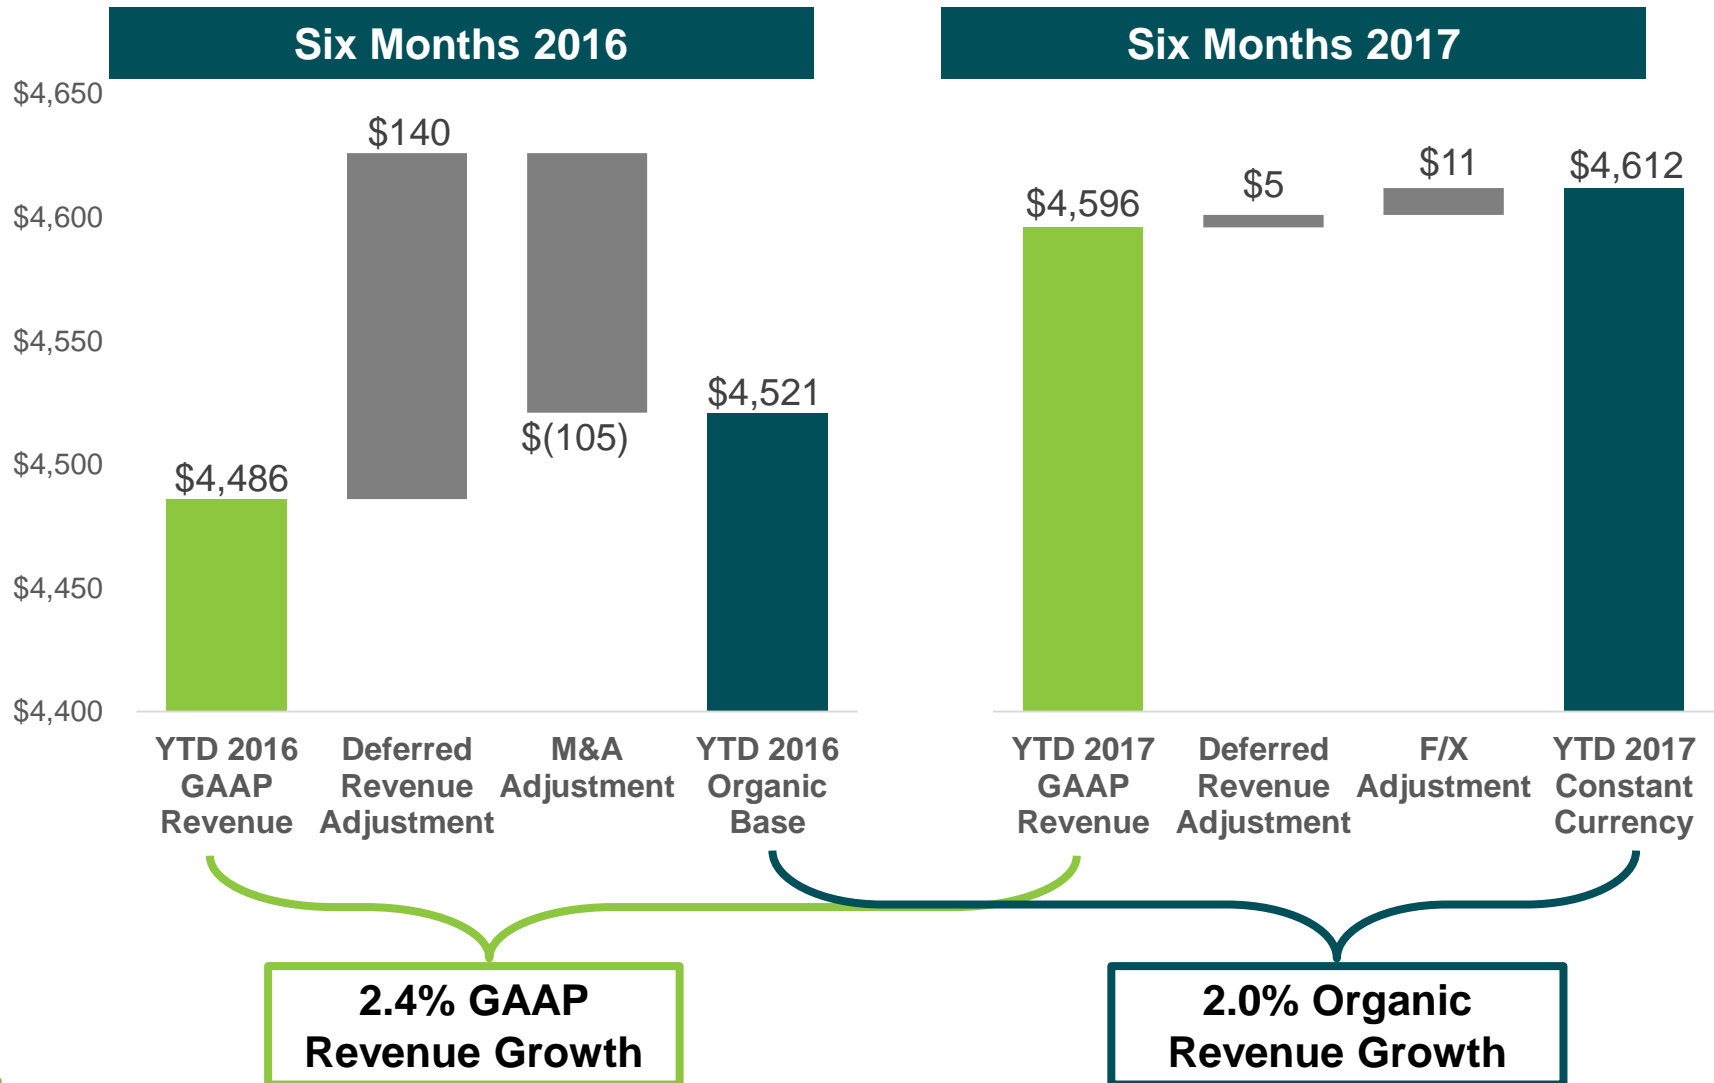 Six Months 2016
Six Months 2017
$4,650
$4,600
$4,550
$4,500
$4,450
$4,400
$4,486
$140
$(105)
$4,521
$4,596
$5
$11
$4,612
YTD 2016
GAAP
Revenue
Deferred
Revenue
Adjustment
M&A
Adjustment
YTD 2016
Organic
Base
YTD 2017
GAAP
Revenue
Deferred
Revenue
Adjustment
F/X
Adjustment
YTD 2017
Constant
Currency
2.4% GAAP
Revenue Growth
2.0% Organic
Revenue Growth